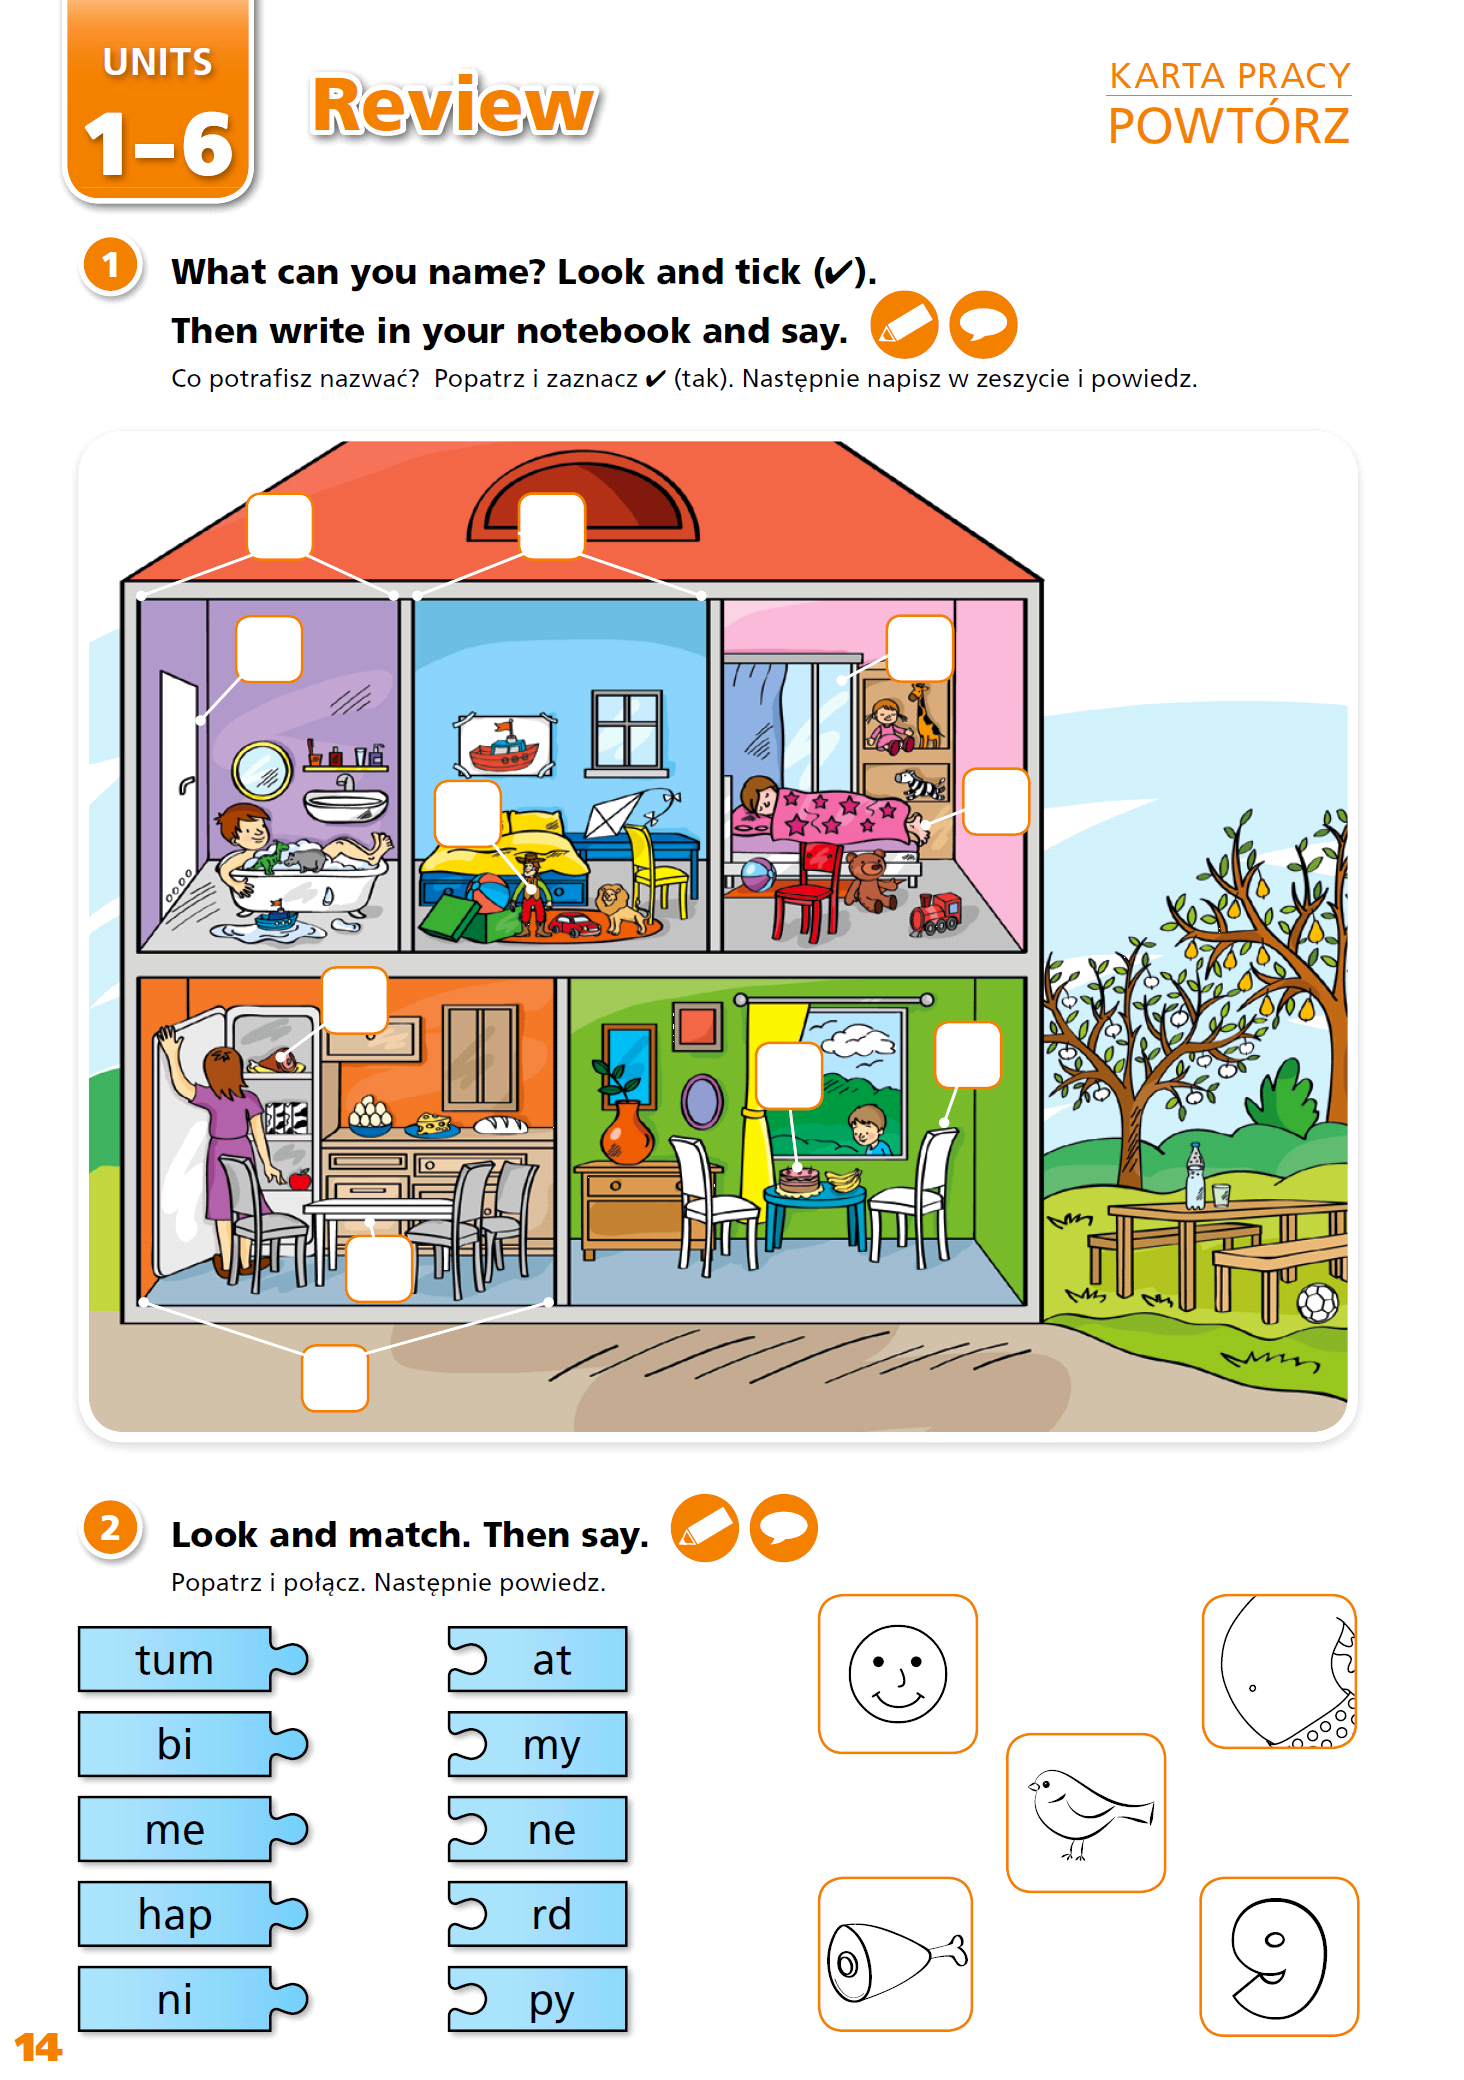 UNITS
1–6
Review
KARTA PRACY
POWTÓRZ
1
What can you name? Look and tick (✔).
Then write in your notebook and say.
Co potrafisz nazwać? Popatrz i zaznacz ✔ (tak). Następnie napisz w zeszycie i powiedz.
2
Look and match. Then say.
Popatrz i połącz. Następnie powiedz.
tum at
bi my
me ne
hap rd
ni py
9
14